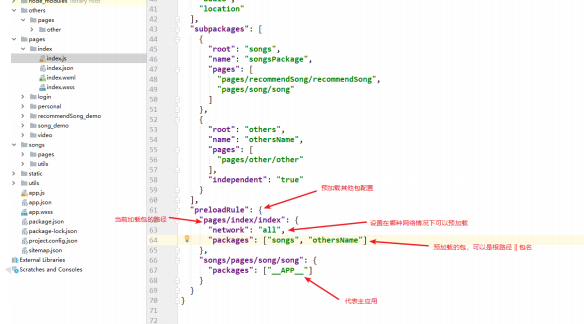 node_modules library root
others
pages
other
pages
index
index.js
index.json
index.wxml
index.wxss
login
personal
recommendSong_demo
song_demo
video
songs
pages
utils
static
utils
app.js
app.json
app.wxss
package.json
package-lock.json
project.config.json
sitemap.json
External Libraries
Scratches and Consoles
41 "location"
42 ],
43 "subpackages": [
44 {
45 "root": "songs",
46 "name": "songsPackage",
47 "pages": [
48 "pages/recommendSong/recommendSong",
49 "pages/song/song"
50 ]
51 },
52 {
53 "root": "others",
54 "name": "othersName",
55 "pages": [
56 "pages/other/other"
57 ],
58 "independent": "true"
59 }
60 ],
61 "preloadRule": {
预加载其他包配置
62 "pages/index/index": {
当前加载包的路径
63 "network": "all",
设置在哪种网络情况下可以预加载
64 "packages": ["songs", "othersName"]
预加载的包，可以是根路径 || 包名
65 },
66 "songs/pages/song/song": {
67 "packages": ["__APP__"]
68 }
代表主应用
69 }
70 }
71
72